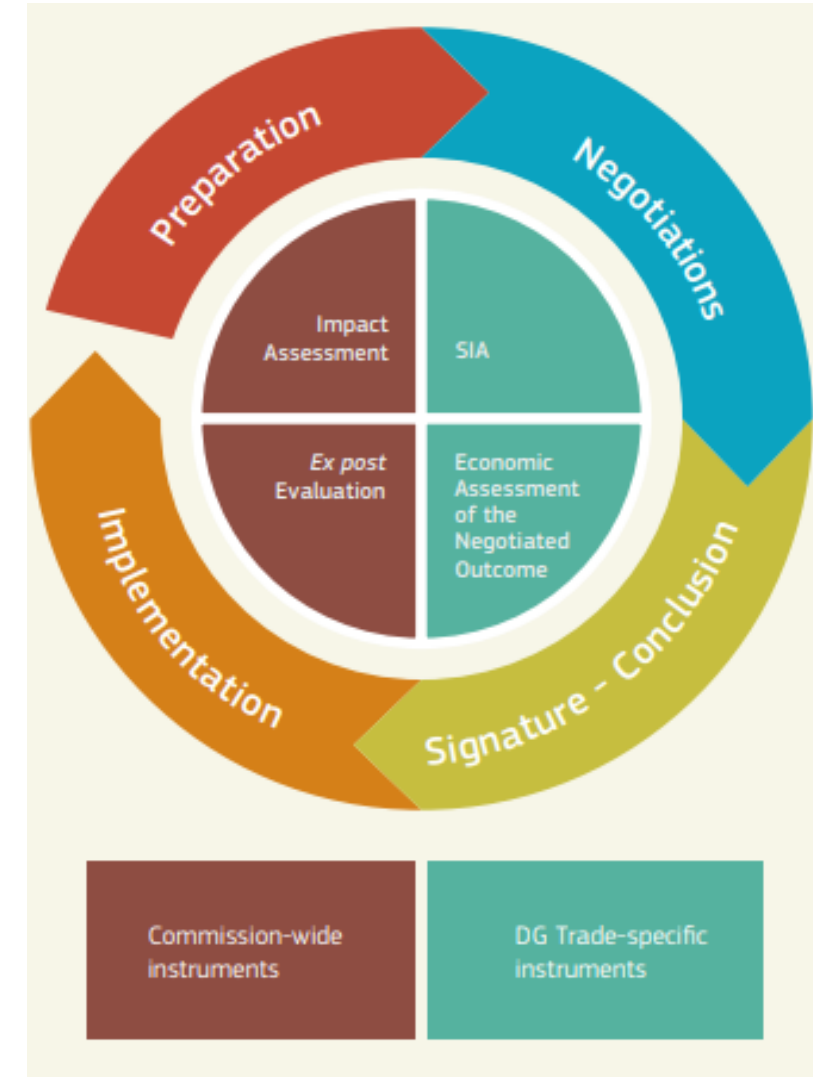 Preparation
Negotiations
Impact
Assessment
SIA
Ex post
Evaluation
Economic
Assessment
of the
Negotiated
Outcome
Implementation
Signature - Conclusion
Commission-wide
instruments
DG Trade-specific
instruments